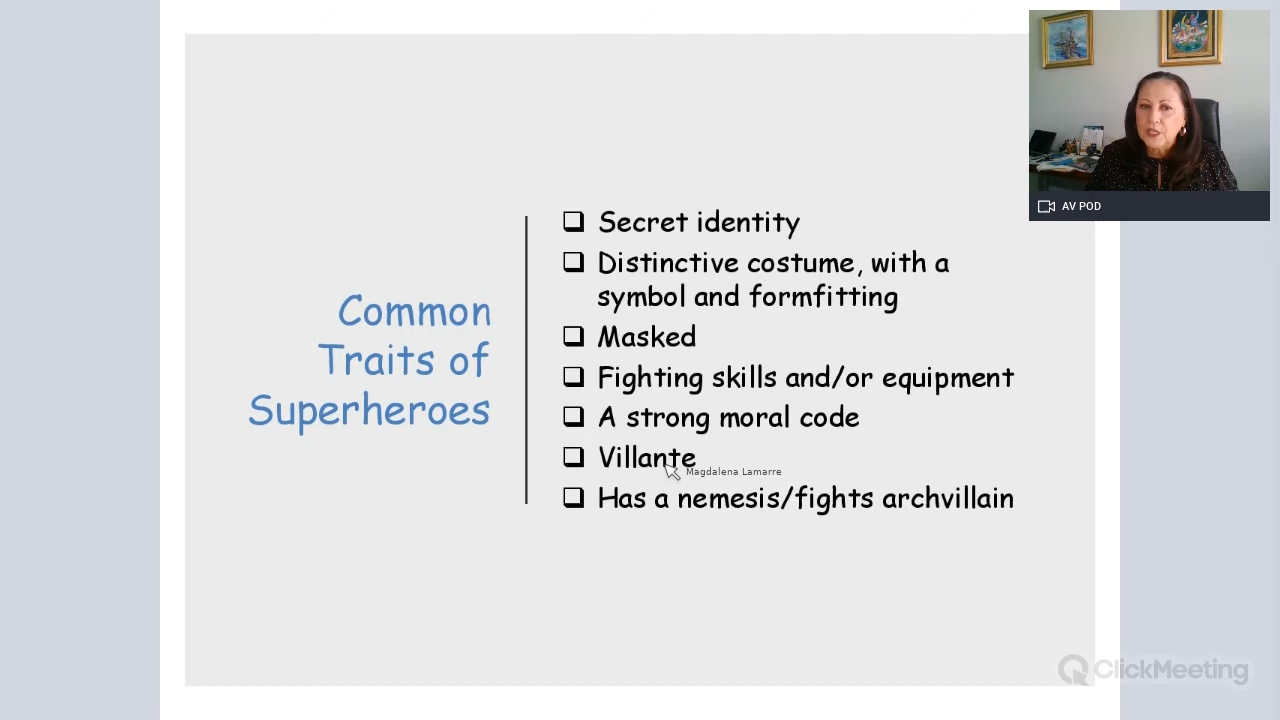 AV POD
Common
Traits of
Superheroes
Secret identity
Distinctive costume, with a
symbol and formfitting
Masked
Fighting skills and/or equipment
A strong moral code
Villante
Magdalena Lamarre
Has a nemesis/fights archvillain
ClickMeeting